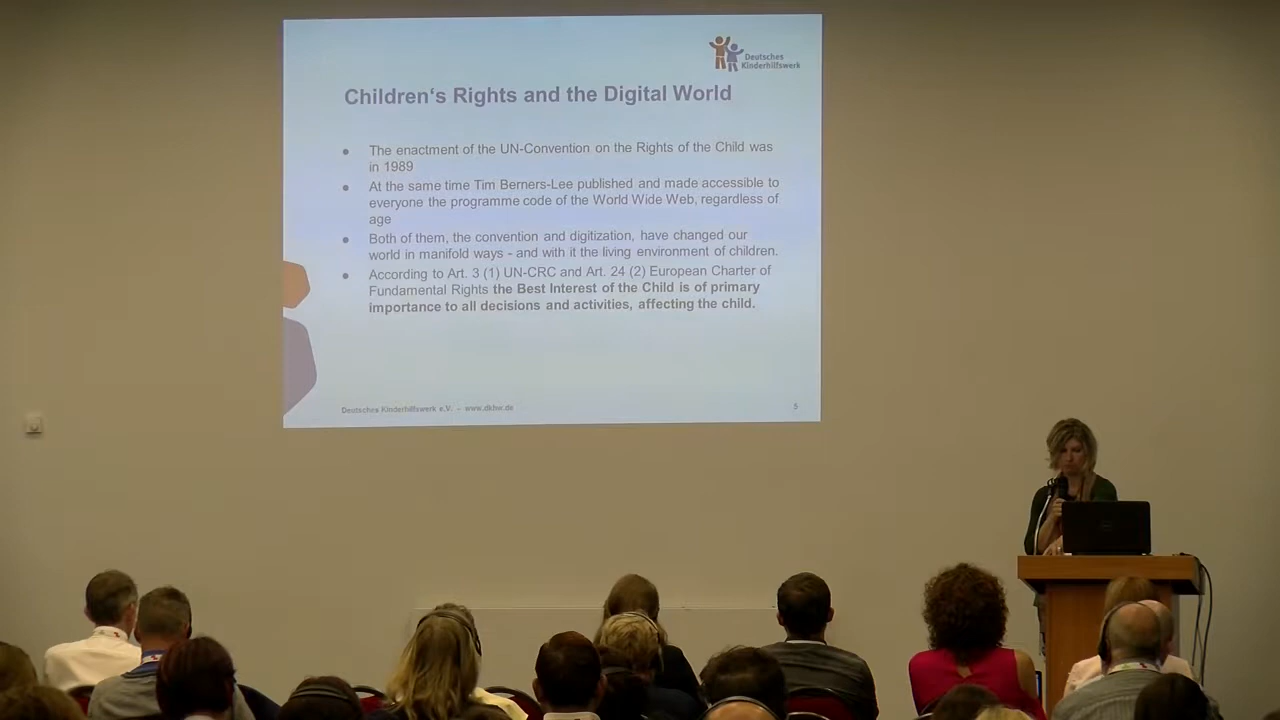 Deutsches
Kinderhilfswerk
Children‘s Rights and the Digital World
● The enactment of the UN-Convention on the Rights of the Child was
in 1989
● At the same time Tim Berners-Lee published and made accessible to
everyone the programme code of the World Wide Web, regardless of
age
● Both of them, the convention and digitization, have changed our
world in manifold ways - and with it the living environment of children.
● According to Art. 3 (1) UN-CRC and Art. 24 (2) European Charter of
Fundamental Rights the Best Interest of the Child is of primary
importance to all decisions and activities, affecting the child.
Deutsches Kinderhilfswerk e.V. - www.dkhw.de
5